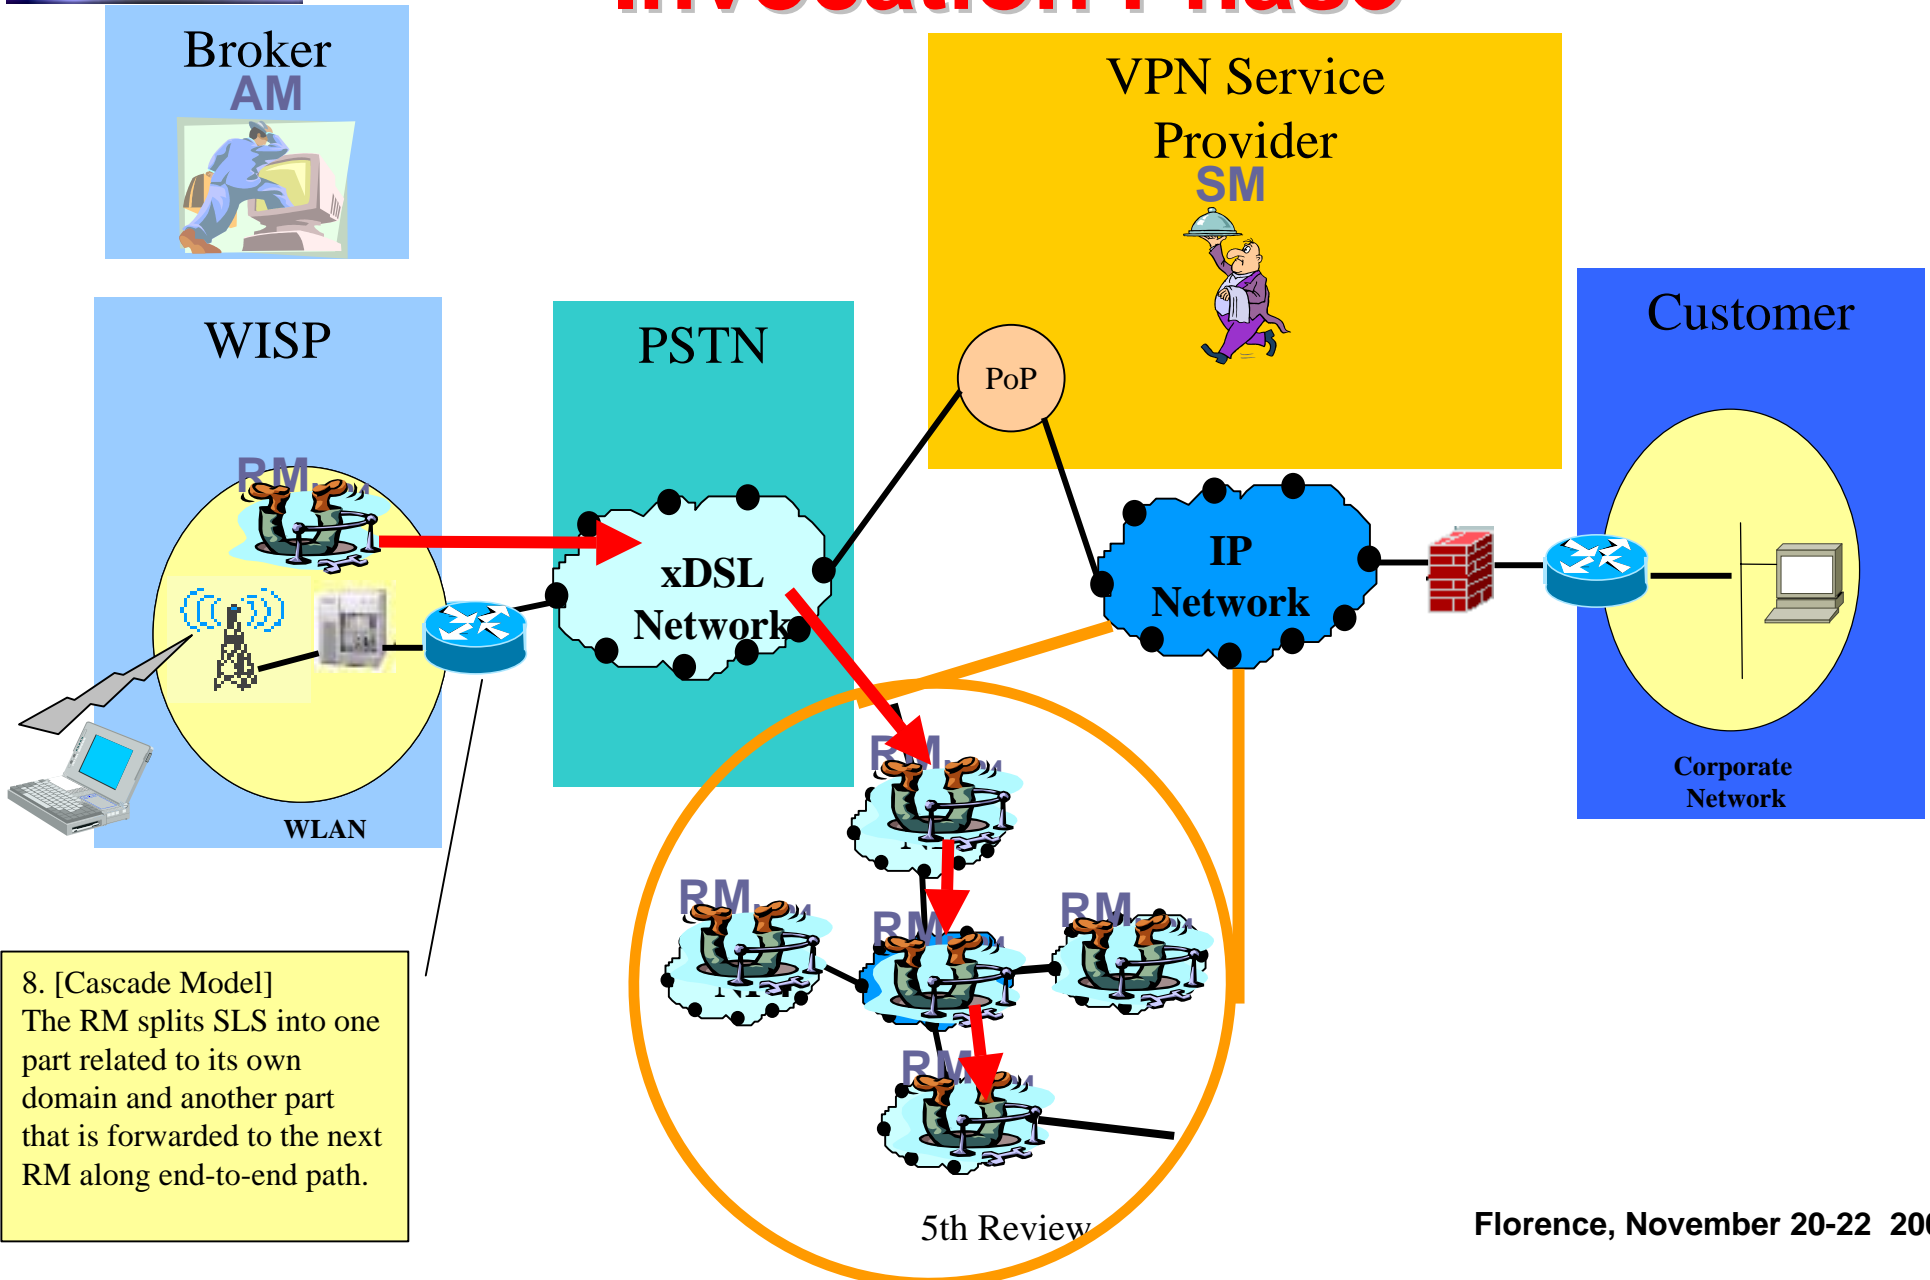 Invocation Phase
Broker
AM
VPN Service
Provider
SM
WISP
PSTN
Customer
PoP
RM
xDSL
Network
IP
Network
RM
Corporate
Network
WLAN
RM
RM
RM
RM
8. [Cascade Model]
The RM splits SLS into one
part related to its own
domain and another part
that is forwarded to the next
RM along end-to-end path.
5th Review
Florence, November 20-22